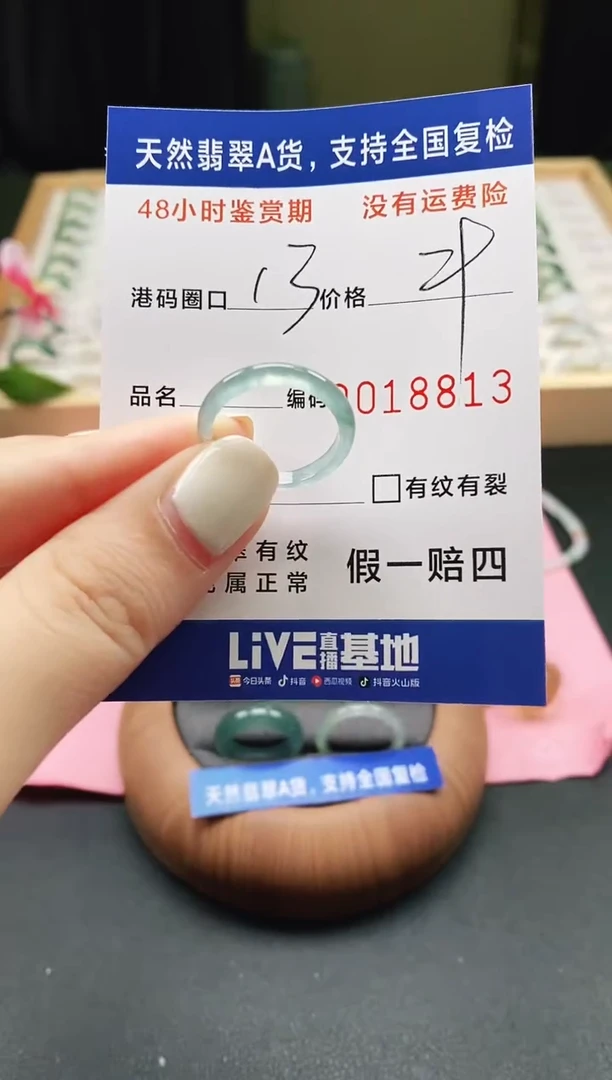 天然翡翠A货，支持全国复检
48小时鉴赏期 没有运费险
港码圈口 13 价格
品名 编码 0018813
□有纹有裂
有纹
属正常 假一赔四
LiVE直播基地
今日头条 抖音 西瓜视频 抖音火山版
天然翡翠A货，支持全国复检